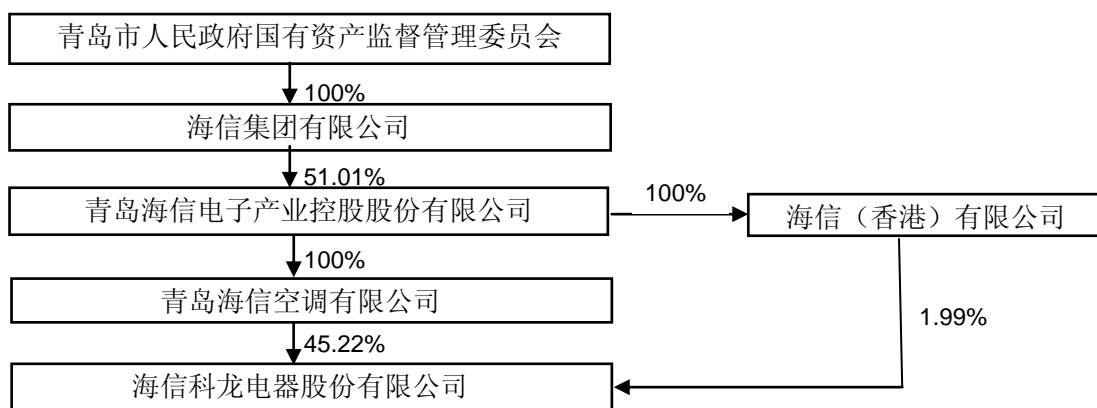 青岛市人民政府国有资产监督管理委员会
100%
海信集团有限公司
51.01%
青岛海信电子产业控股股份有限公司
100%
海信（香港）有限公司
100%
青岛海信空调有限公司
1.99%
45.22%
海信科龙电器股份有限公司